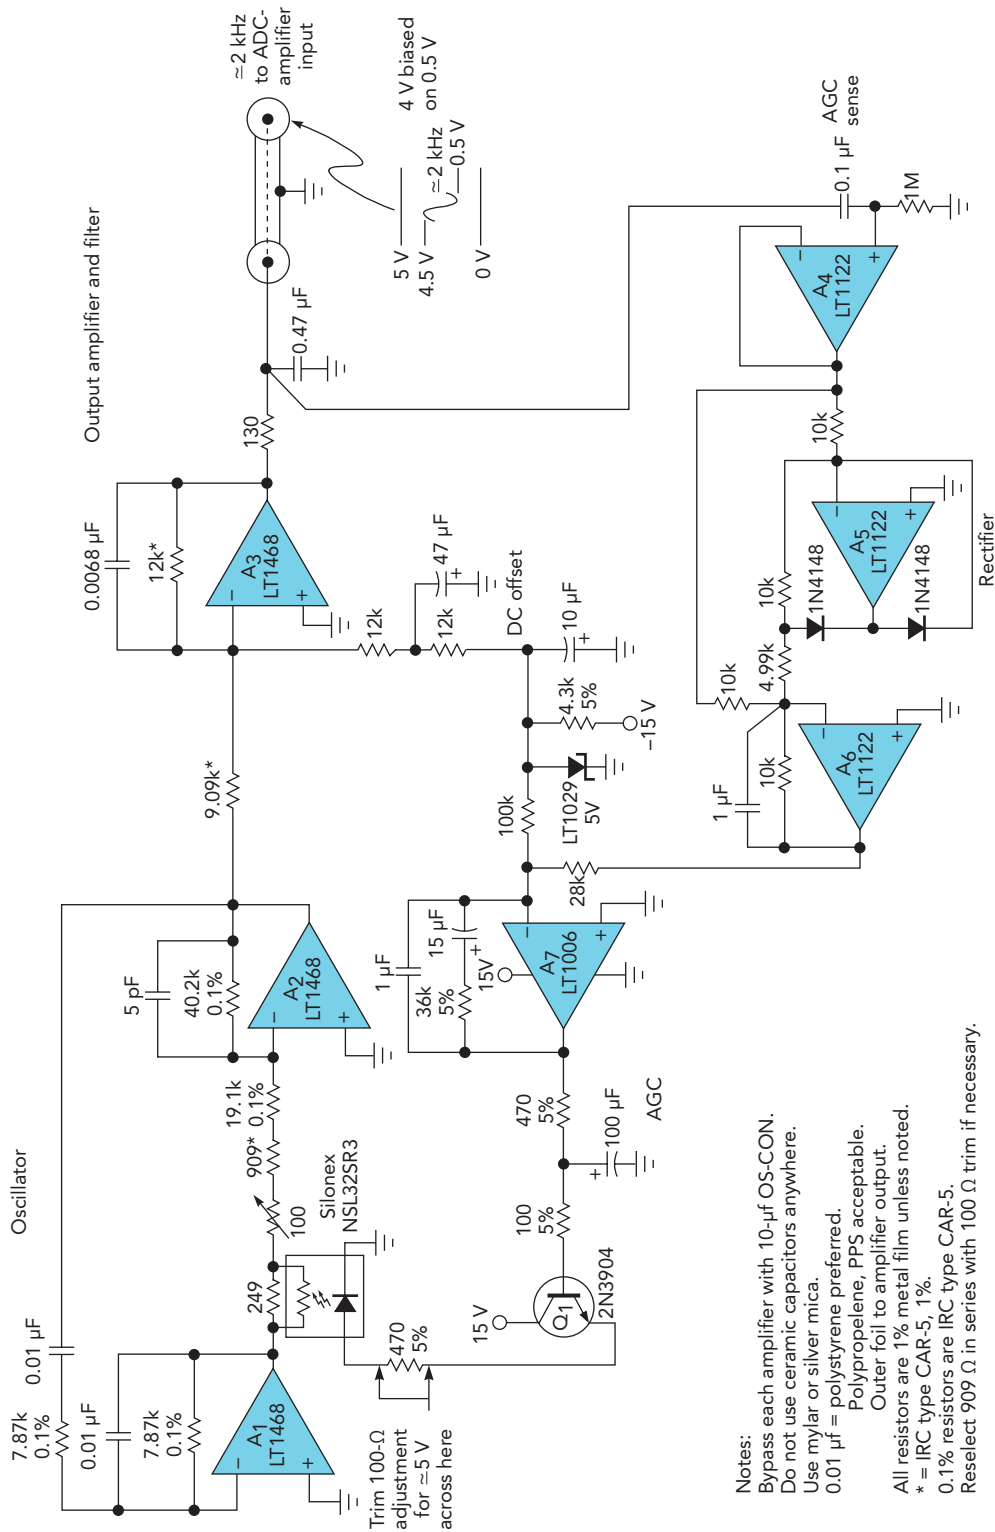 Oscillator
0.01 µF
7.87k
0.1%
0.01 µF
7.87k
0.1%
A1
LT1468
−
+
249
Silonex
NSL32SR3
100
909*
19.1k
0.1%
5 pF
40.2k
0.1%
A2
LT1468
−
+
9.09k*
Output amplifier and filter
0.0068 µF
12k*
A3
LT1468
−
+
130
0.47 µF
≃2 kHz
to ADC-
amplifier
input
5 V
4.5 V
4 V biased
on 0.5 V
≃2 kHz
0.5 V
0 V
12k
47 µF
+
12k
DC offset
10 µF
+
4.3k
5%
−15 V
LT1029
5V
100k
28k
1 µF
15 µF
+
36k
5%
15V
A7
LT1006
−
+
470
5%
100 µF
+
AGC
100
5%
15 V
Q1
2N3904
470
5%
Trim 100-Ω
adjustment
for ≃5 V
across here
0.1 µF
AGC
sense
1M
A4
LT1122
−
+
10k
10k
A5
LT1122
−
+
1N4148
1N4148
Rectifier
4.99k
10k
10k
1 µF
A6
LT1122
−
+
Notes:
Bypass each amplifier with 10-µf OS-CON.
Do not use ceramic capacitors anywhere.
Use mylar or silver mica.
0.01 µf = polystyrene preferred.
Polypropelene, PPS acceptable.
Outer foil to amplifier output.
All resistors are 1% metal film unless noted.
* = IRC type CAR-5, 1%.
0.1% resistors are IRC type CAR-5.
Reselect 909 Ω in series with 100 Ω trim if necessary.